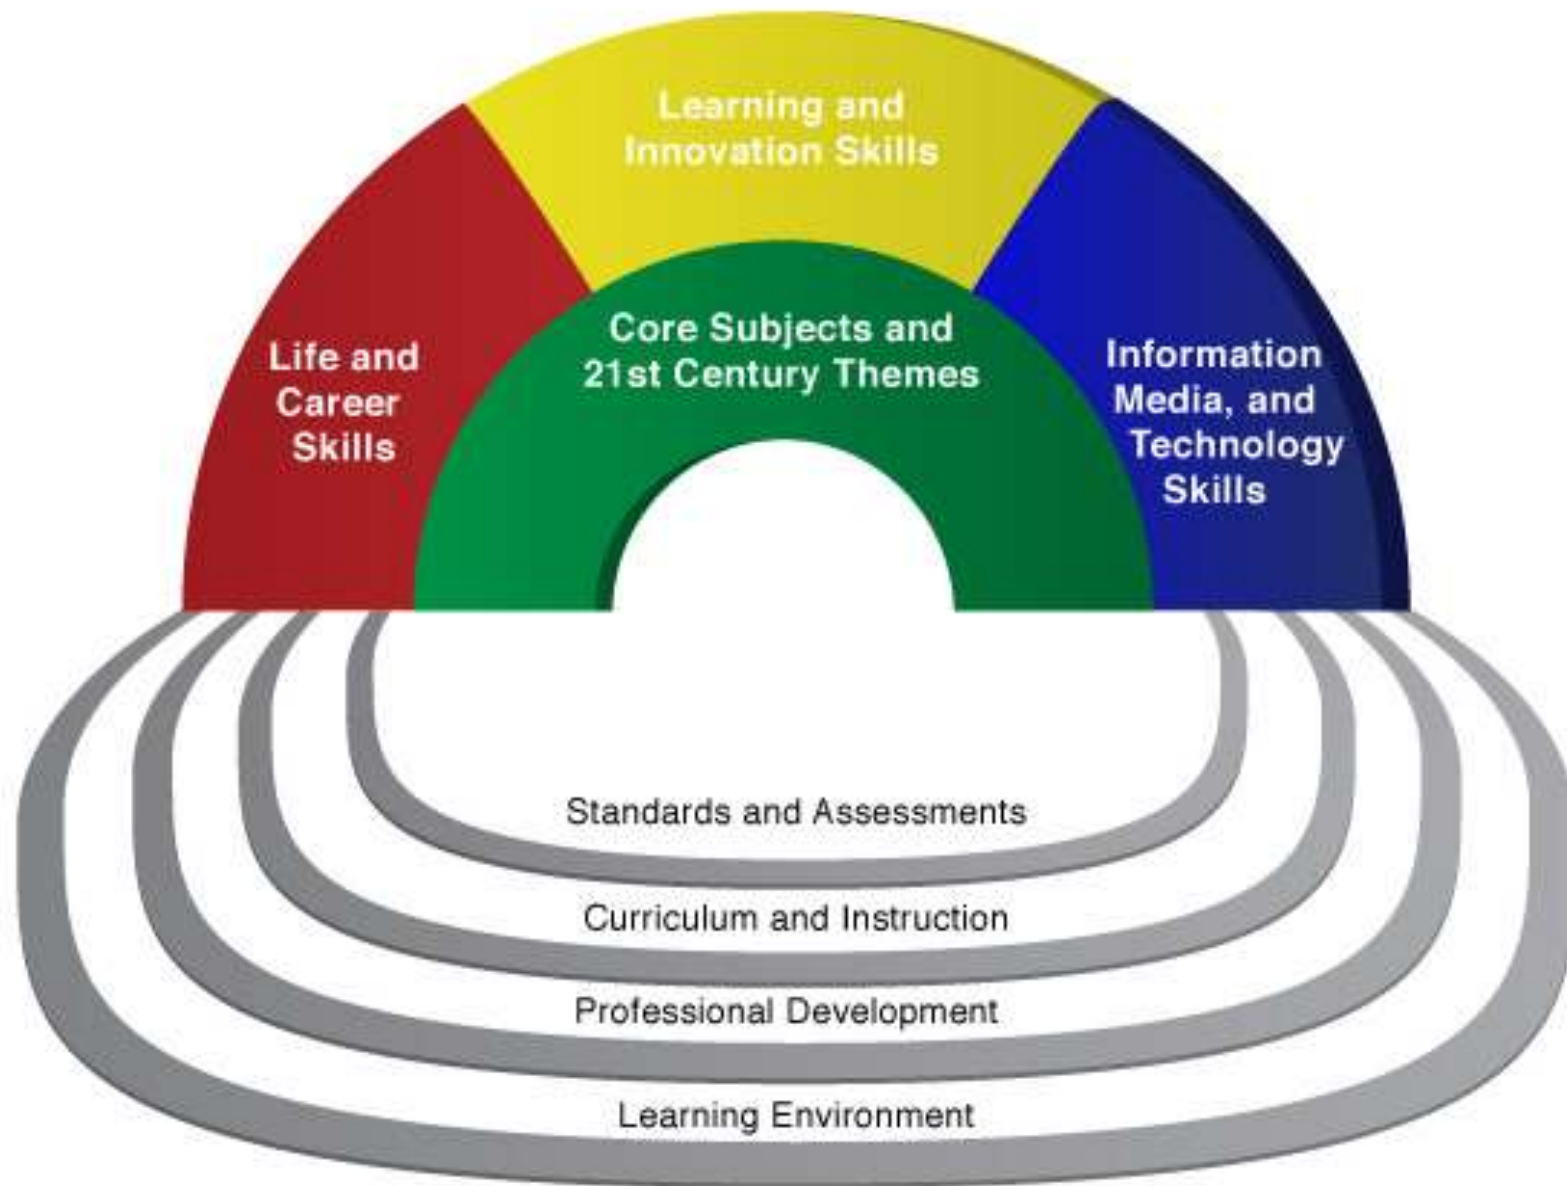 Learning and
Innovation Skills
Core Subjects and
21st Century Themes
Life and
Career
Skills
Information
Media, and
Technology
Skills
Standards and Assessments
Curriculum and Instruction
Professional Development
Learning Environment